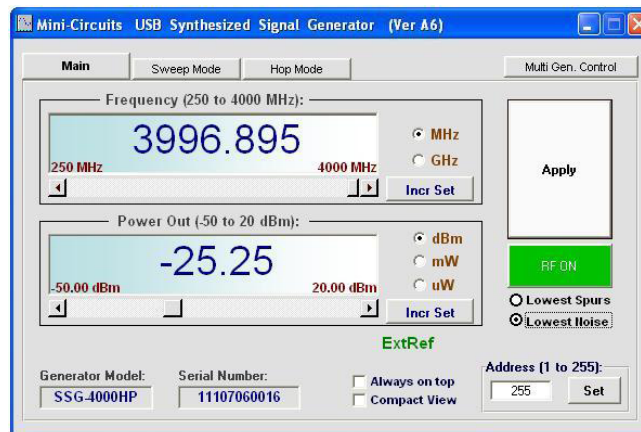 Mini-Circuits USB Synthesized Signal Generator (Ver A6)
Main Sweep Mode Hop Mode Multi Gen. Control
Frequency (250 to 4000 MHz):
3996.895
250 MHz 4000 MHz
MHz
GHz
Incr Set
Apply
Power Out (-50 to 20 dBm):
-25.25
-50.00 dBm 20.00 dBm
dBm
mW
uW
Incr Set
RF ON
Lowest Spurs
Lowest Noise
ExtRef
Generator Model: Serial Number:
SSG-4000HP 11107060016
Always on top
Compact View
Address (1 to 255):
255 Set